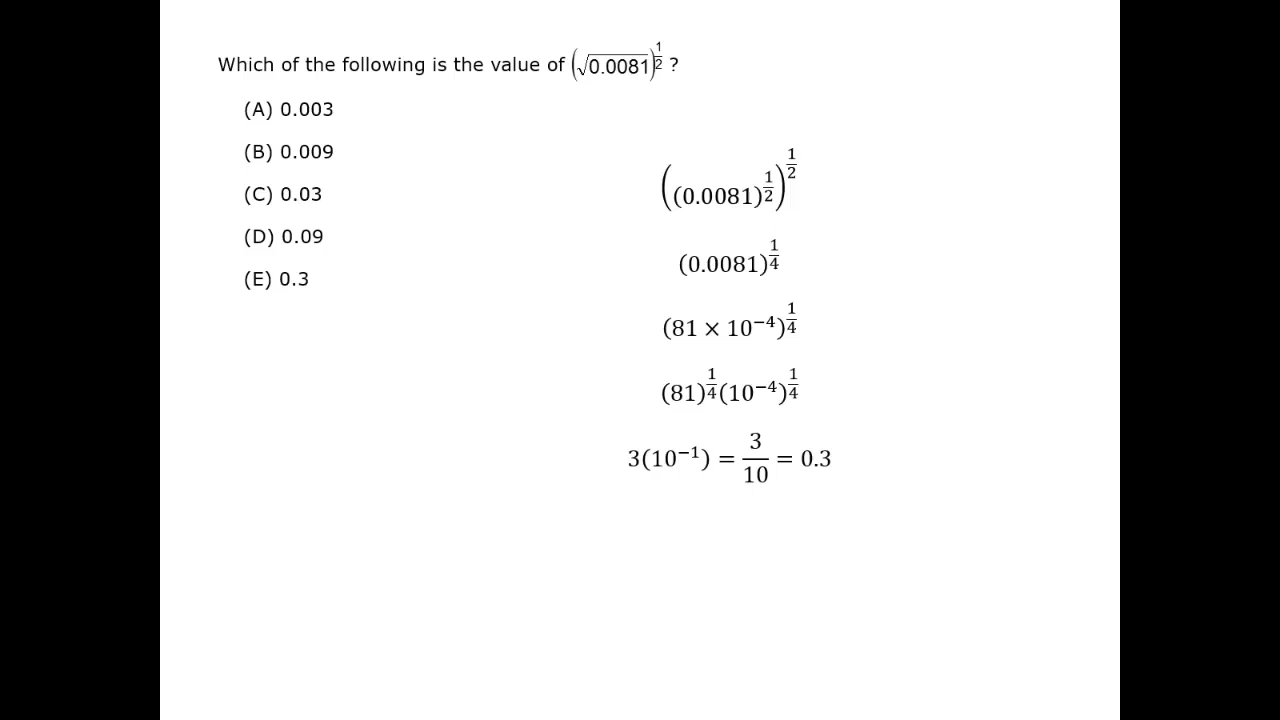 Which of the following is the value of (√0.0081)^(1/2) ?
(A) 0.003
(B) 0.009
(C) 0.03
(D) 0.09
(E) 0.3
((0.0081)^(1/2))^(1/2)
(0.0081)^(1/4)
(81 × 10⁻⁴)^(1/4)
(81)^(1/4)(10⁻⁴)^(1/4)
3(10⁻¹) = 3/10 = 0.3